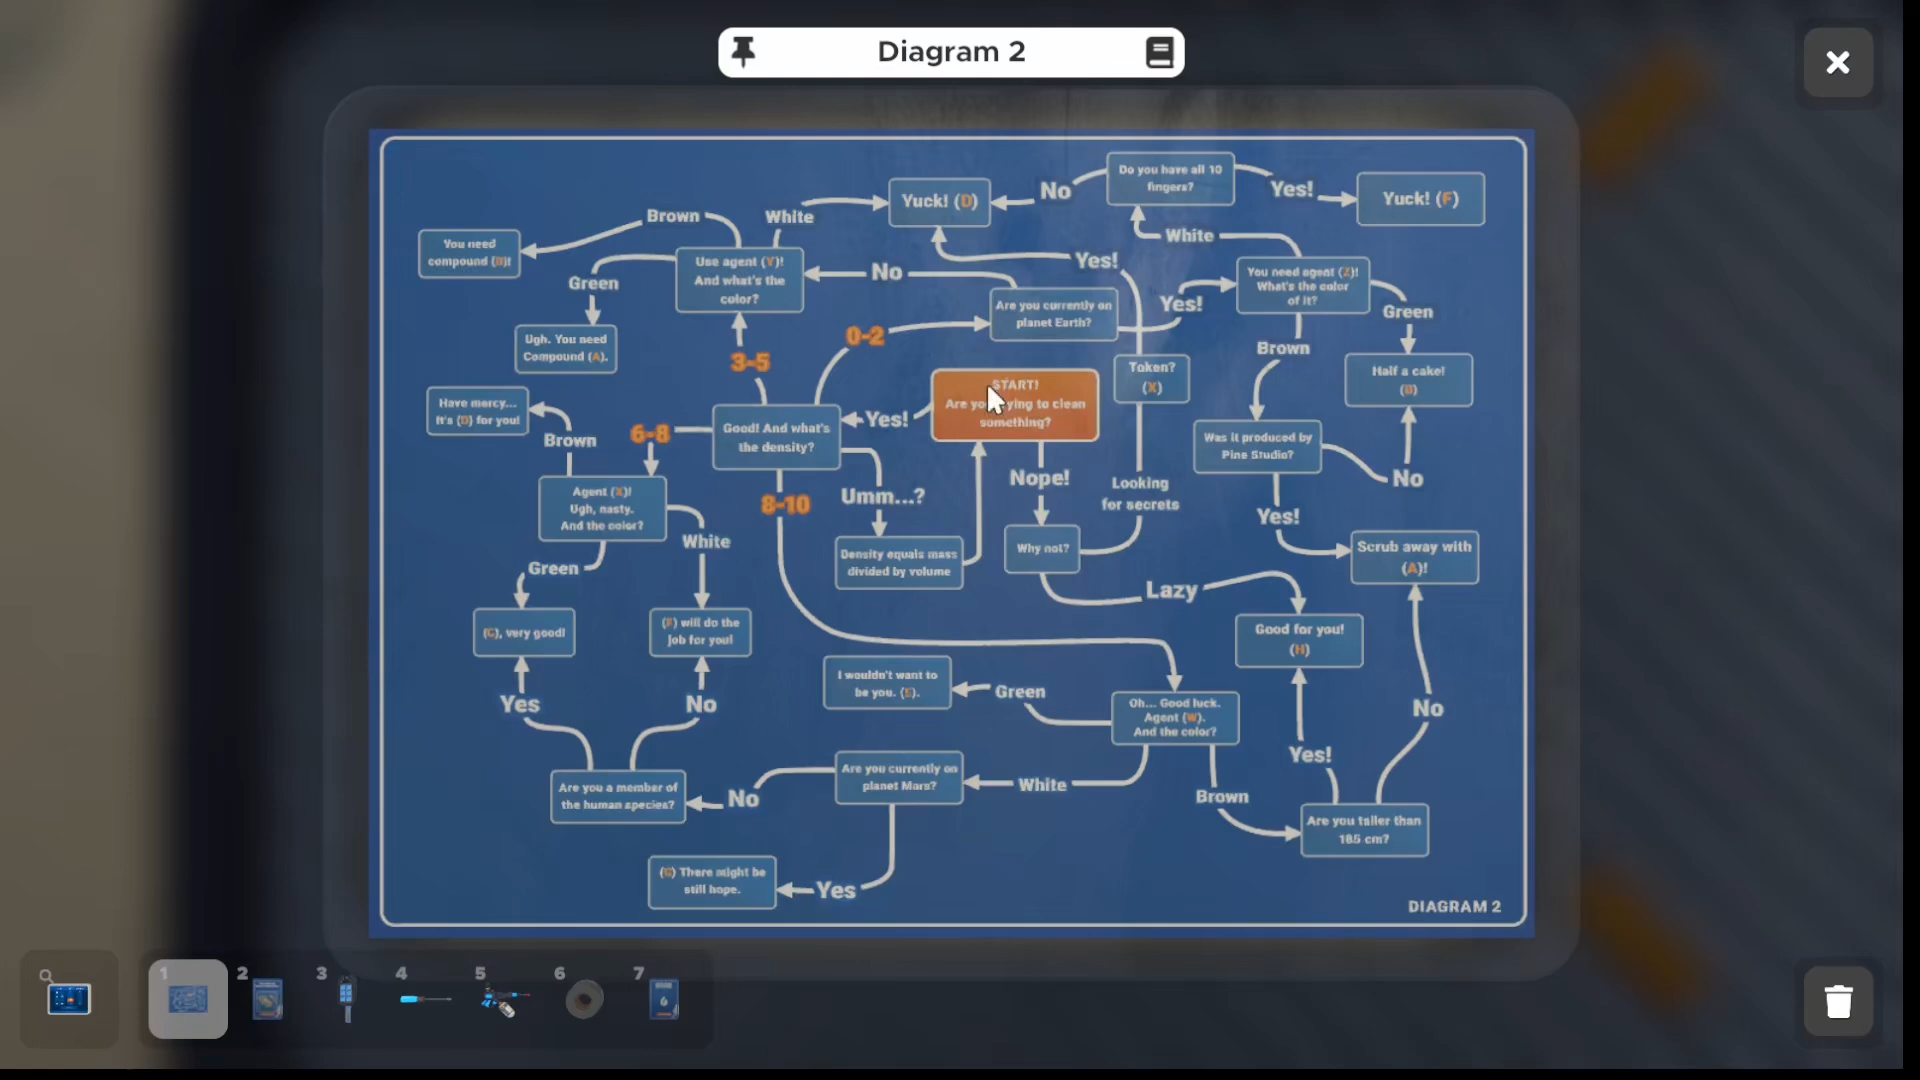 Diagram 2
Do you have all 10
fingers?
No
Yes!
Yuck! (D)
Yuck! (F)
Brown
White
White
You need
compound (B)!
Use agent (Y)!
And what's the
color?
No
Yes!
You need agent (Z)!
What's the color
of it?
Green
Are you currently on
planet Earth?
Yes!
Green
Ugh. You need
Compound (A).
3-5
0-2
Brown
Token?
(X)
Half a cake!
(B)
START!
Are you trying to clean
something?
Have mercy...
It's (D) for you!
Brown
6-8
Good! And what's
the density?
Yes!
Was it produced by
Pine Studio?
No
Nope!
Looking
for secrets
Agent (X)!
Ugh, nasty.
And the color?
8-10
Umm...?
Yes!
White
Density equals mass
divided by volume
Why not?
Scrub away with
(A)!
Green
Lazy
(C), very good!
(F) will do the
job for you!
Good for you!
(H)
I wouldn't want to
be you. (E).
Green
Oh... Good luck.
Agent (W).
And the color?
Yes
No
No
Yes!
Are you a member of
the human species?
No
Are you currently on
planet Mars?
White
Brown
Are you taller than
185 cm?
(G) There might be
still hope.
Yes
DIAGRAM 2
1
2
3
4
5
6
7